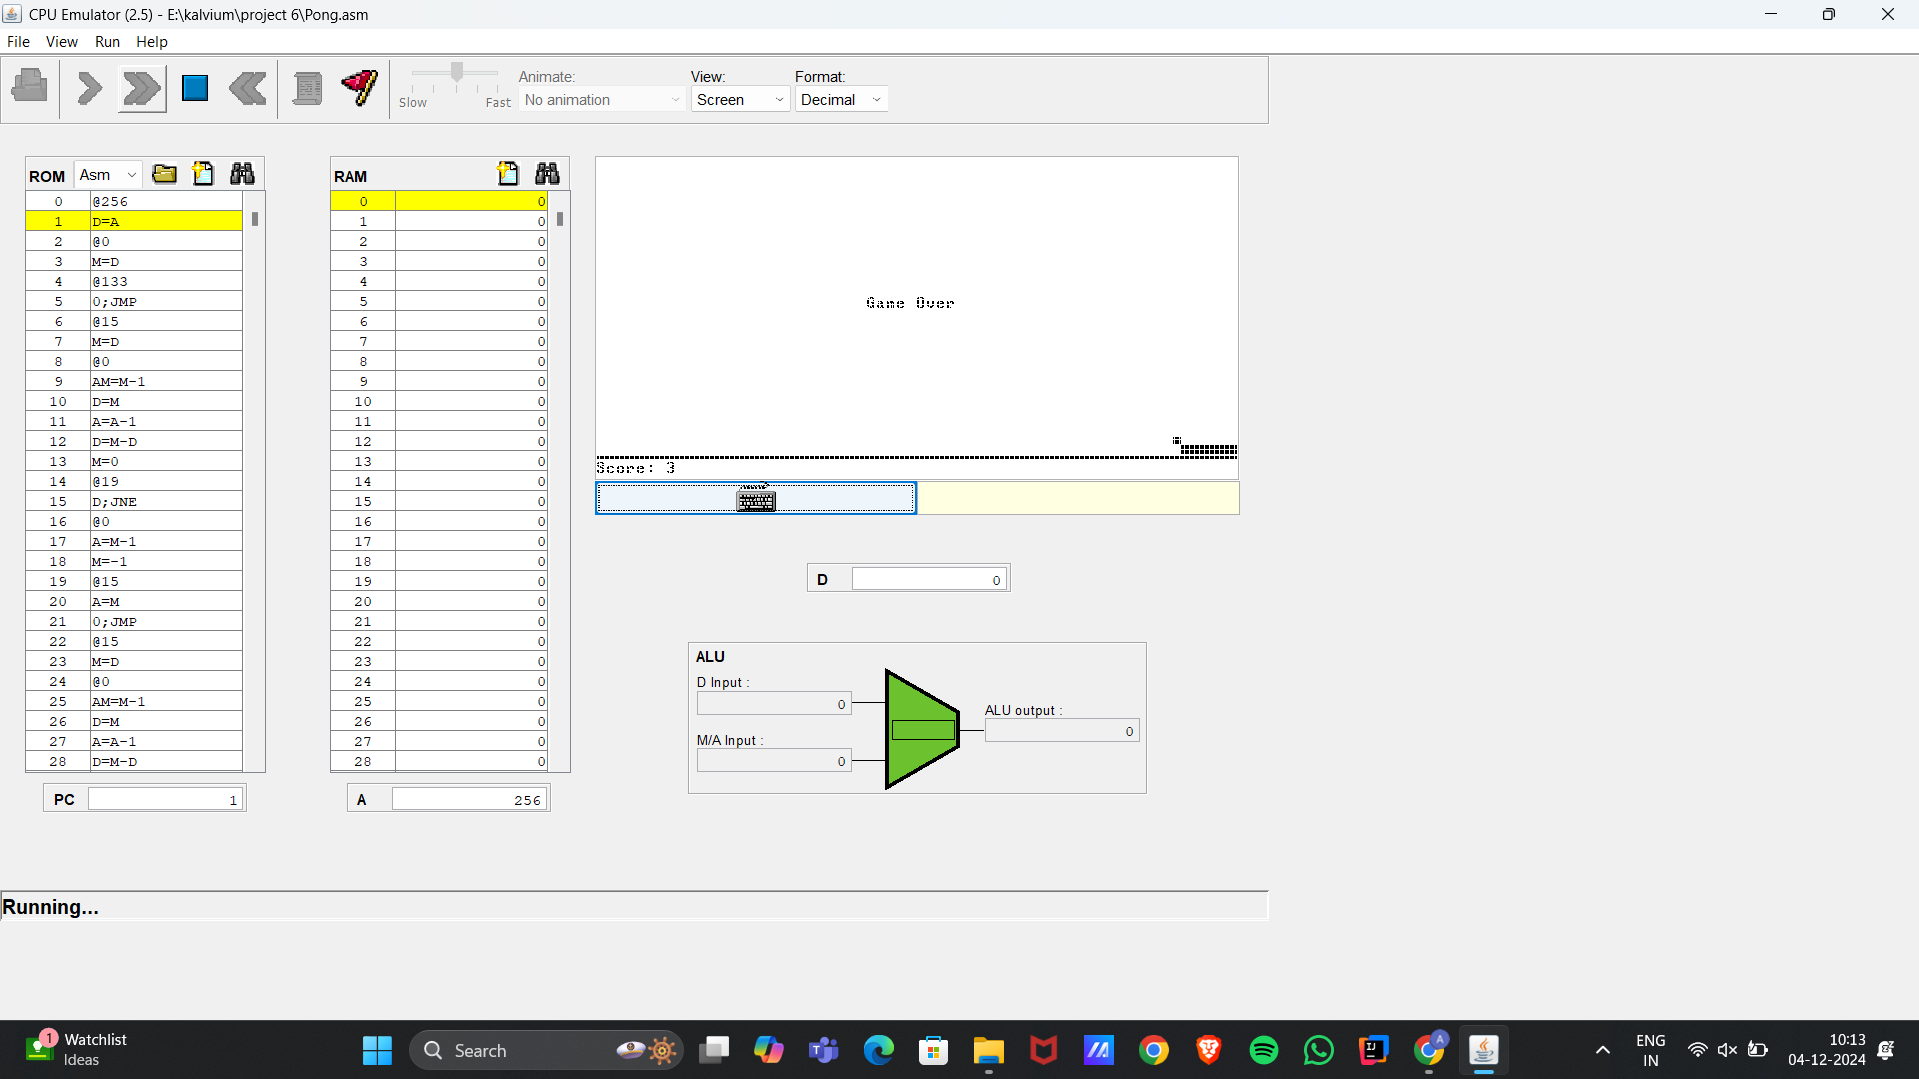 CPU Emulator (2.5) - E:\kalvium\project 6\Pong.asm
File View Run Help
Slow Fast
Animate:
No animation
View:
Screen
Format:
Decimal
ROM Asm
0 @256
1 D=A
2 @0
3 M=D
4 @133
5 0;JMP
6 @15
7 M=D
8 @0
9 AM=M-1
10 D=M
11 A=A-1
12 D=M-D
13 M=0
14 @19
15 D;JNE
16 @0
17 A=M-1
18 M=-1
19 @15
20 A=M
21 0;JMP
22 @15
23 M=D
24 @0
25 AM=M-1
26 D=M
27 A=A-1
28 D=M-D
PC 1
RAM
0 0
1 0
2 0
3 0
4 0
5 0
6 0
7 0
8 0
9 0
10 0
11 0
12 0
13 0
14 0
15 0
16 0
17 0
18 0
19 0
20 0
21 0
22 0
23 0
24 0
25 0
26 0
27 0
28 0
A 256
Game Over
Score: 3
D 0
ALU
D Input :
0
M/A Input :
0
ALU output :
0
Running...
1
Watchlist
Ideas
Search
A
ENG
IN
10:13
04-12-2024